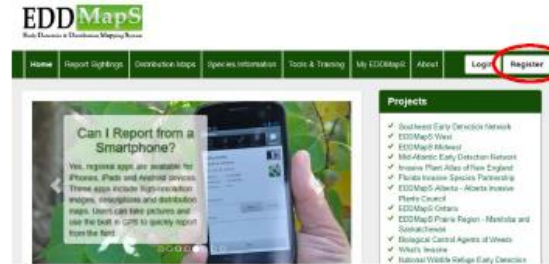 EDDMapS
Early Detection & Distribution Mapping System
Home Report Sightings Distribution Maps Species Information Tools & Training My EDDMapS About Login Register
Can I Report from a
Smartphone?
Yes, regional apps are available for
iPhones, iPads and Android devices.
These apps include high-resolution
images, descriptions and distribution
maps. Users can take pictures and
use the built in GPS to quickly report
from the field.
Projects
Southeast Early Detection Network
EDDMapS West
EDDMapS Midwest
Mid-Atlantic Early Detection Network
Invasive Plant Atlas of New England
Florida Invasive Species Partnership
EDDMapS Alberta - Alberta Invasive
Plants Council
EDDMapS Ontario
EDDMapS Prairie Region - Manitoba and
Saskatchewan
Biological Control Agents of Weeds
What's Invasive
National Wildlife Refuge Early Detection